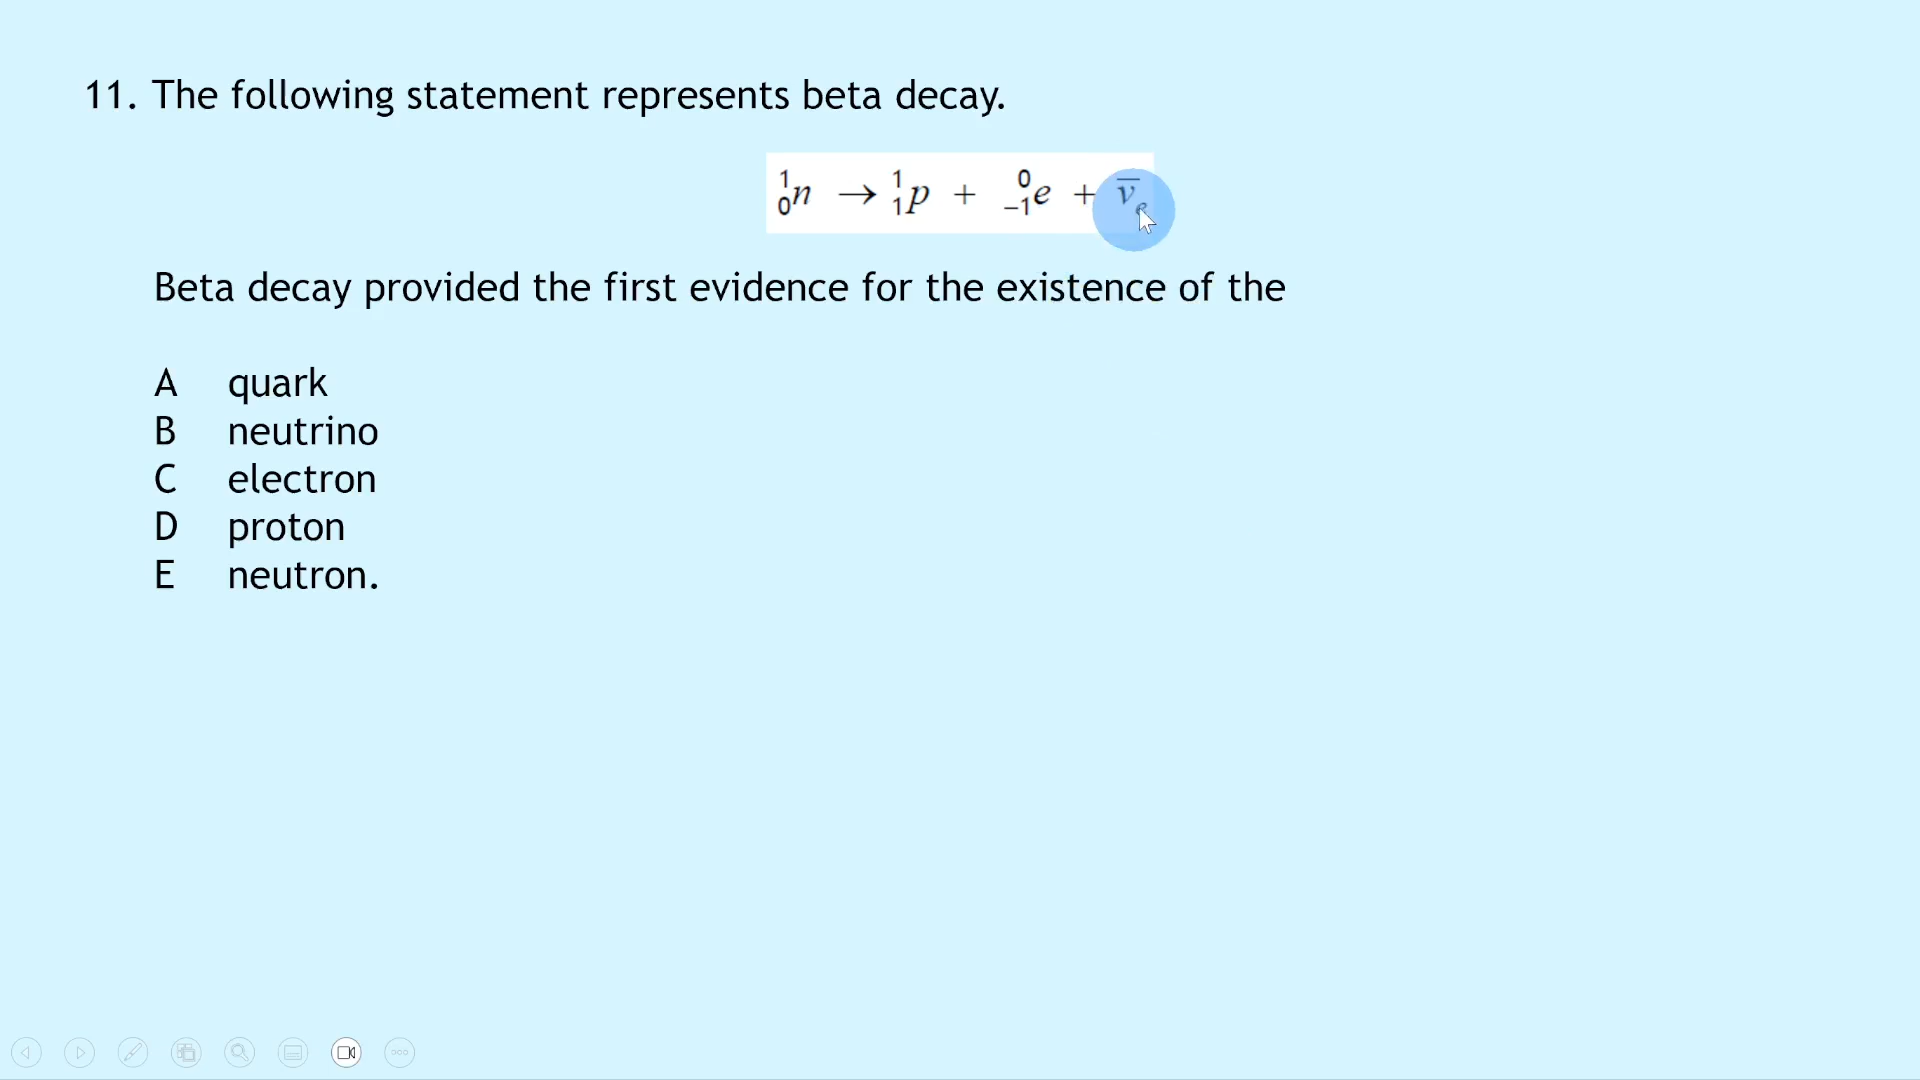 11. The following statement represents beta decay.
¹₀n → ¹₁p + ⁰₋₁e + v̅ₑ
Beta decay provided the first evidence for the existence of the
A quark
B neutrino
C electron
D proton
E neutron.